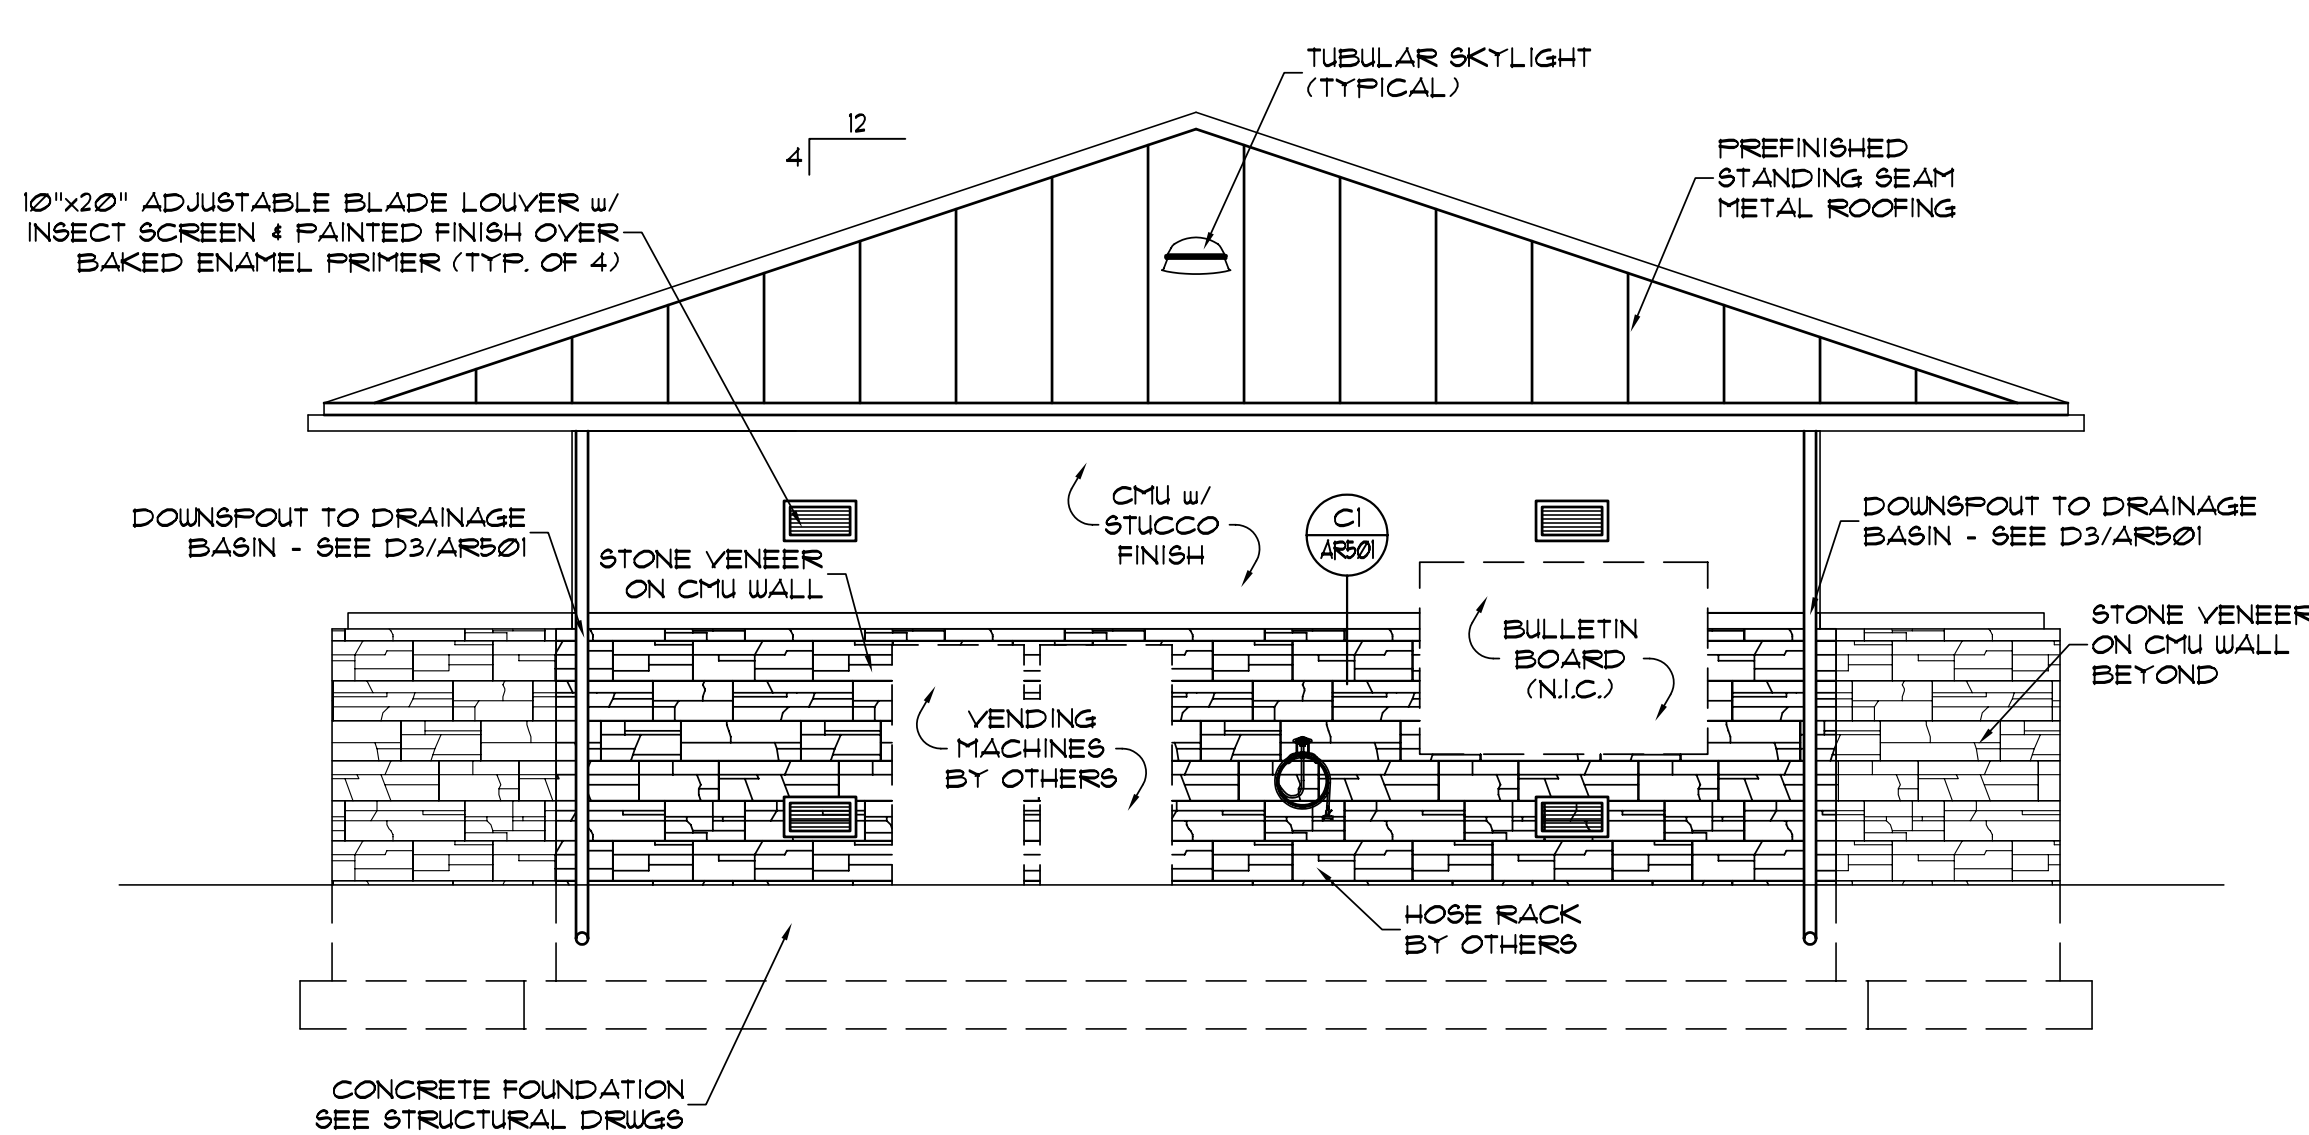 TUBULAR SKYLIGHT
(TYPICAL)
12
4
PREFINISHED
STANDING SEAM
METAL ROOFING
10"x20" ADJUSTABLE BLADE LOUVER w/
INSECT SCREEN & PAINTED FINISH OVER
BAKED ENAMEL PRIMER (TYP. OF 4)
DOWNSPOUT TO DRAINAGE
BASIN - SEE D3/AR501
STONE VENEER
ON CMU WALL
CMU w/
STUCCO
FINISH
C1
AR501
DOWNSPOUT TO DRAINAGE
BASIN - SEE D3/AR501
BULLETIN
BOARD
(N.I.C.)
STONE VENEER
ON CMU WALL
BEYOND
VENDING
MACHINES
BY OTHERS
HOSE RACK
BY OTHERS
CONCRETE FOUNDATION
SEE STRUCTURAL DRWGS